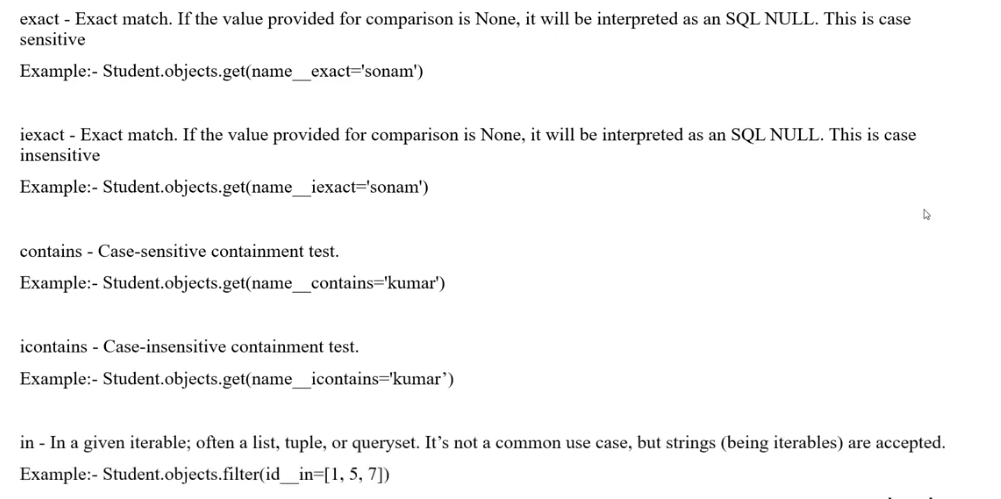 exact - Exact match. If the value provided for comparison is None, it will be interpreted as an SQL NULL. This is case
sensitive
Example:- Student.objects.get(name__exact='sonam')
iexact - Exact match. If the value provided for comparison is None, it will be interpreted as an SQL NULL. This is case
insensitive
Example:- Student.objects.get(name__iexact='sonam')
contains - Case-sensitive containment test.
Example:- Student.objects.get(name__contains='kumar')
icontains - Case-insensitive containment test.
Example:- Student.objects.get(name__icontains='kumar’)
in - In a given iterable; often a list, tuple, or queryset. It’s not a common use case, but strings (being iterables) are accepted.
Example:- Student.objects.filter(id__in=[1, 5, 7])